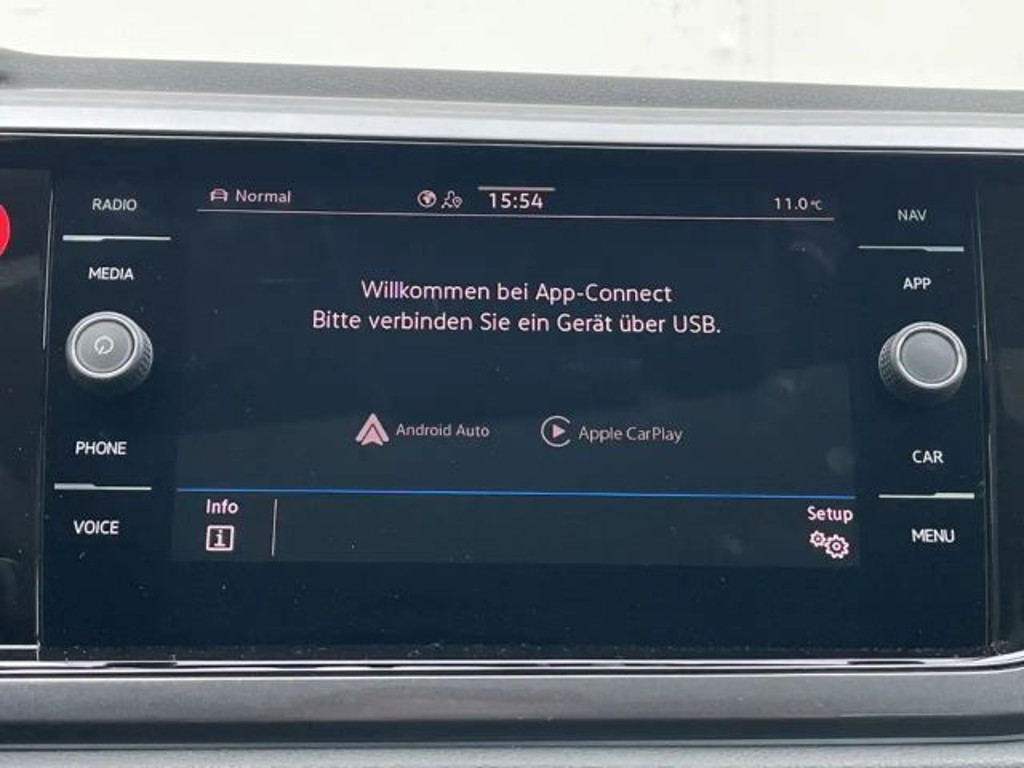 RADIO
MEDIA
PHONE
VOICE
Normal
15:54
11.0°C
Willkommen bei App-Connect
Bitte verbinden Sie ein Gerät über USB.
Android Auto
Apple CarPlay
Info
i
Setup
NAV
APP
CAR
MENU